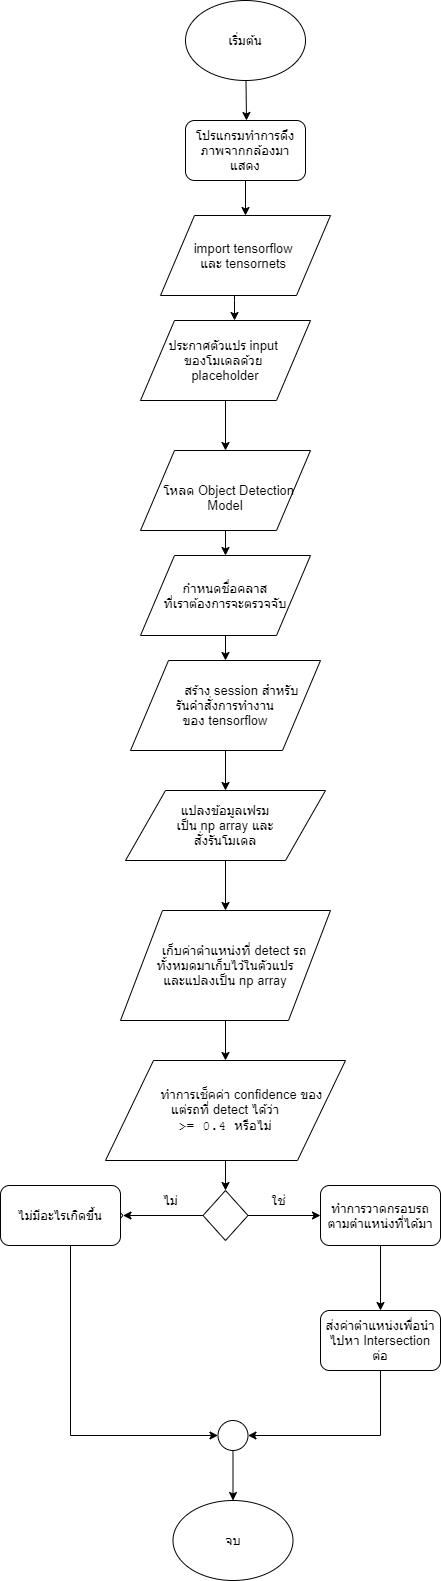 เริ่มต้น
โปรแกรมทำการดึง
ภาพจากกล้องมา
แสดง
import tensorflow
และ tensornets
ประกาศตัวแปร input
ของโมเดลด้วย
placeholder
โหลด Object Detection
Model
กำหนดชื่อคลาส
ที่เราต้องการจะตรวจจับ
สร้าง session สำหรับ
รันคำสั่งการทำงาน
ของ tensorflow
แปลงข้อมูลเฟรม
เป็น np array และ
สั่งรันโมเดล
เก็บค่าตำแหน่งที่ detect รถ
ทั้งหมดมาเก็บไว้ในตัวแปร
และแปลงเป็น np array
ทำการเช็คค่า confidence ของ
แต่รถที่ detect ได้ว่า
>= 0.4 หรือไม่
ไม่
ใช่
ไม่มีอะไรเกิดขึ้น
ทำการวาดกรอบรถ
ตามตำแหน่งที่ได้มา
ส่งค่าตำแหน่งเพื่อนำ
ไปหา Intersection
ต่อ
จบ